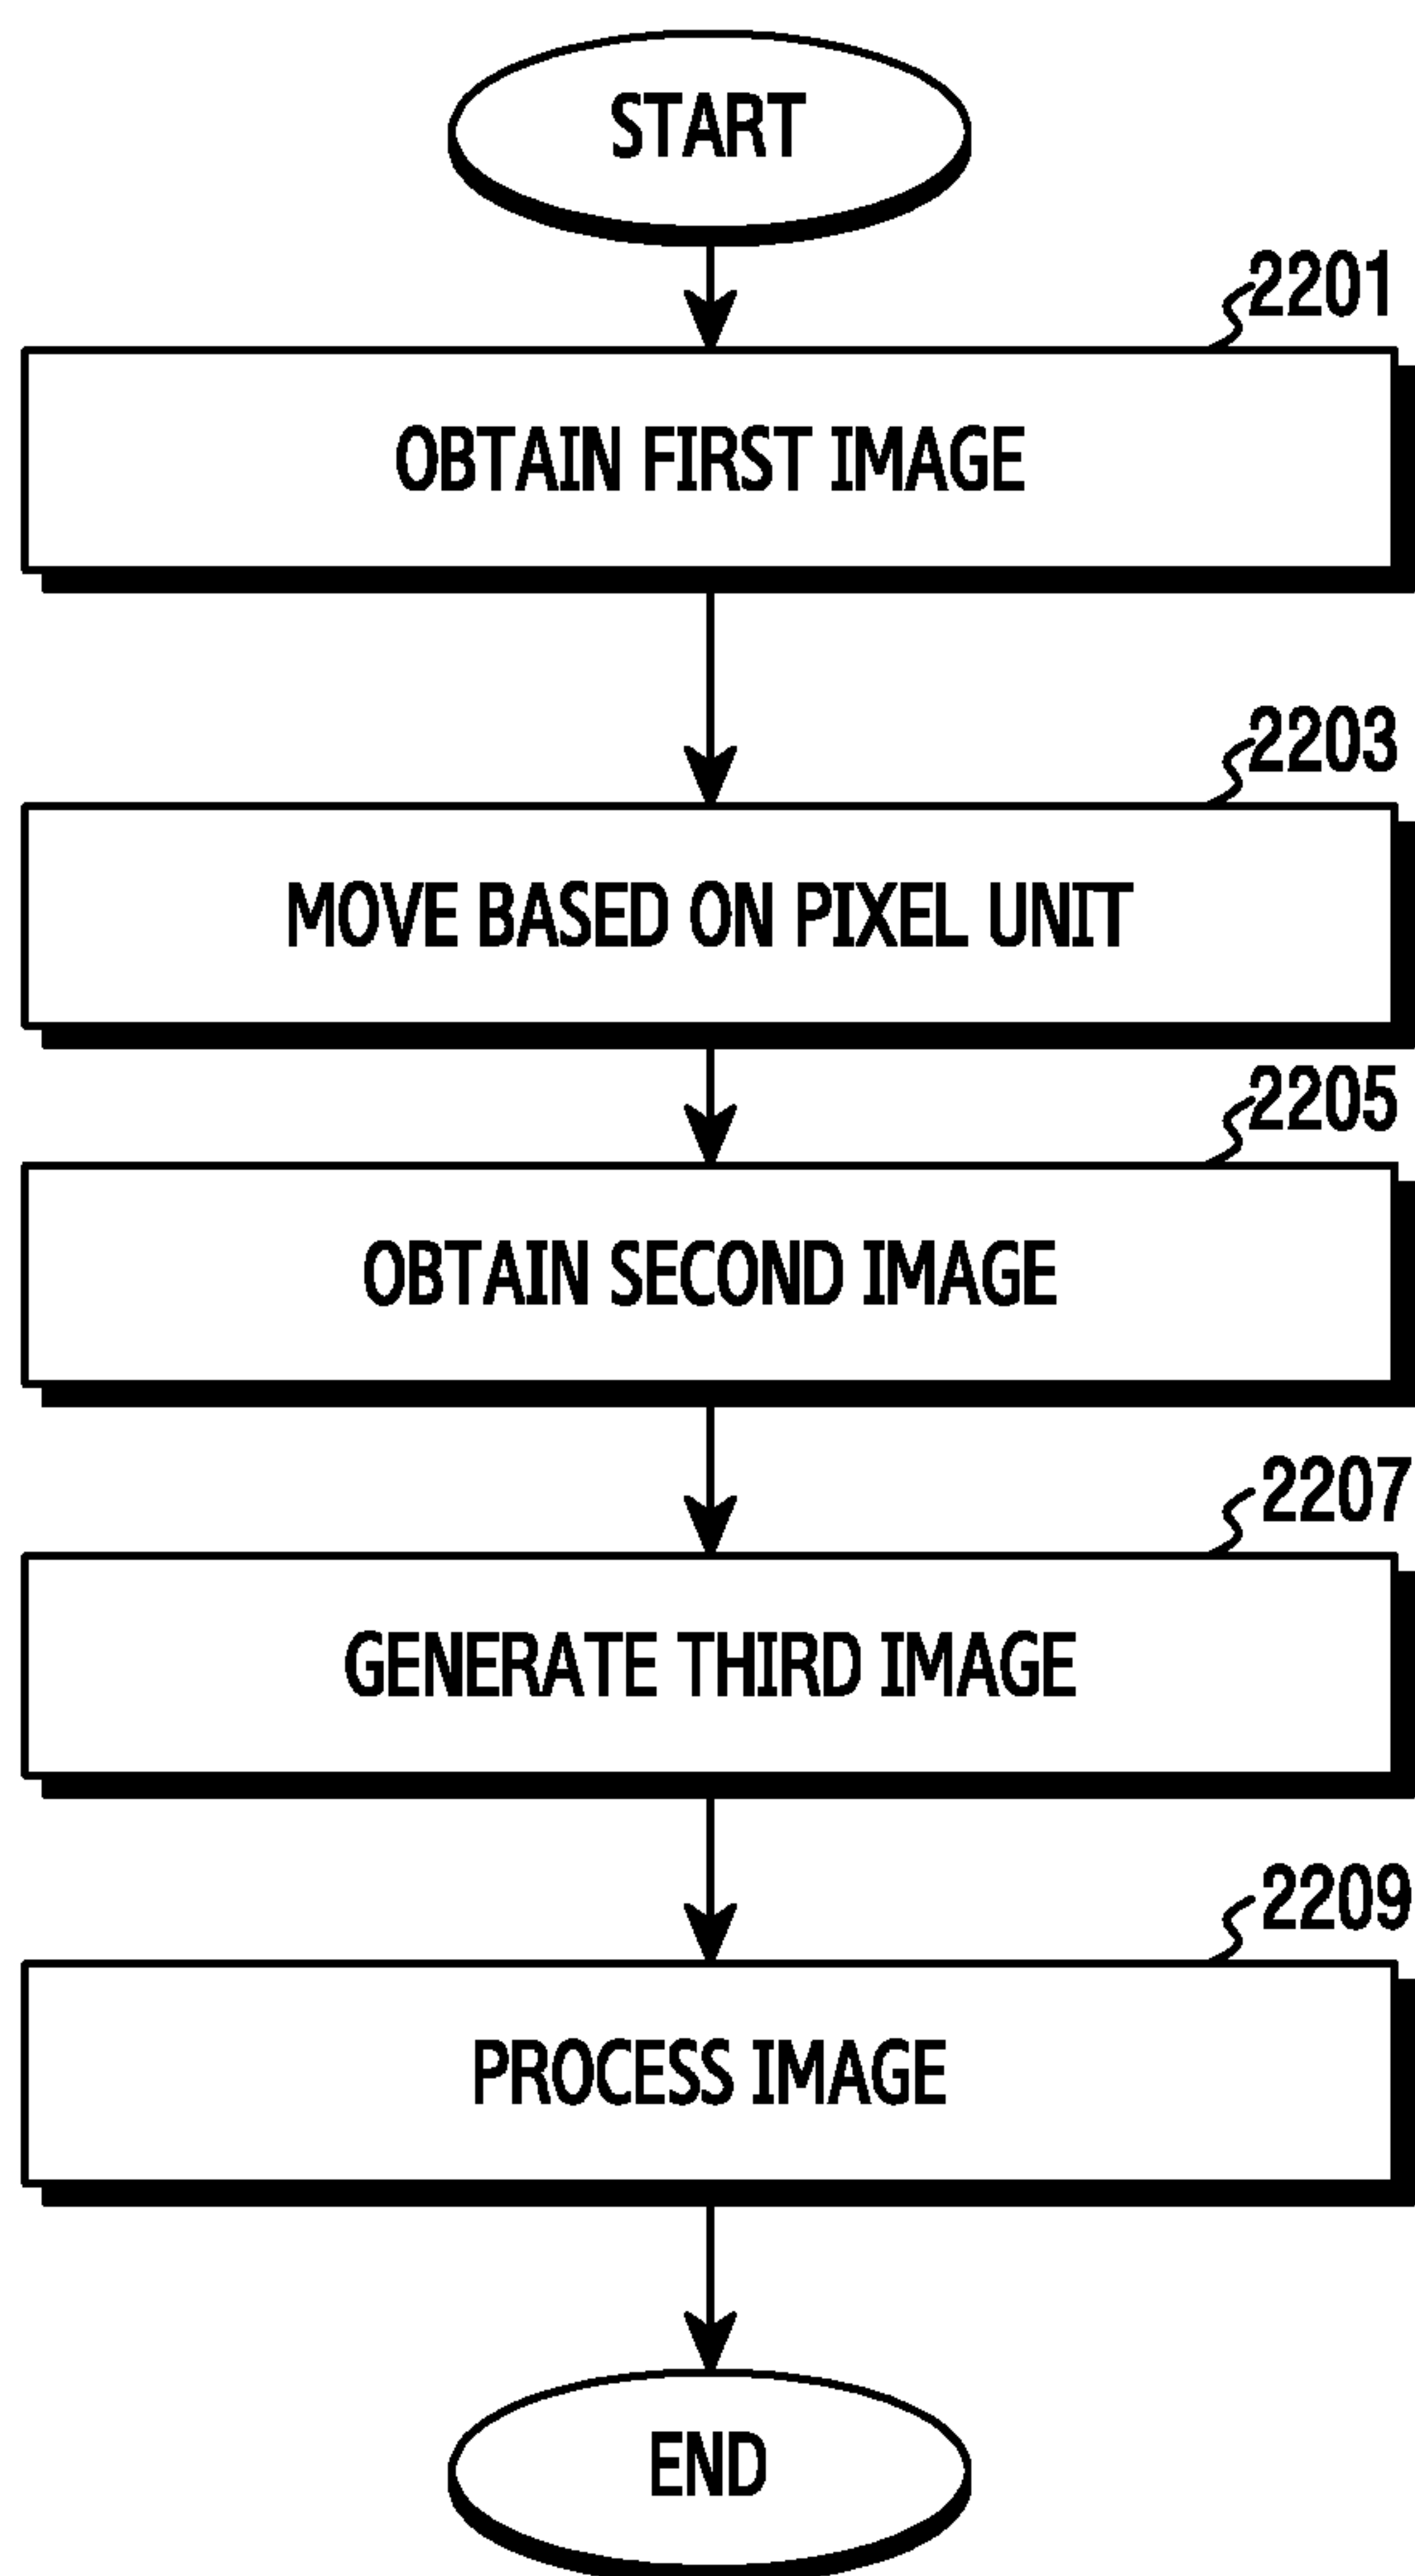 START
2201
OBTAIN FIRST IMAGE
2203
MOVE BASED ON PIXEL UNIT
2205
OBTAIN SECOND IMAGE
2207
GENERATE THIRD IMAGE
2209
PROCESS IMAGE
END